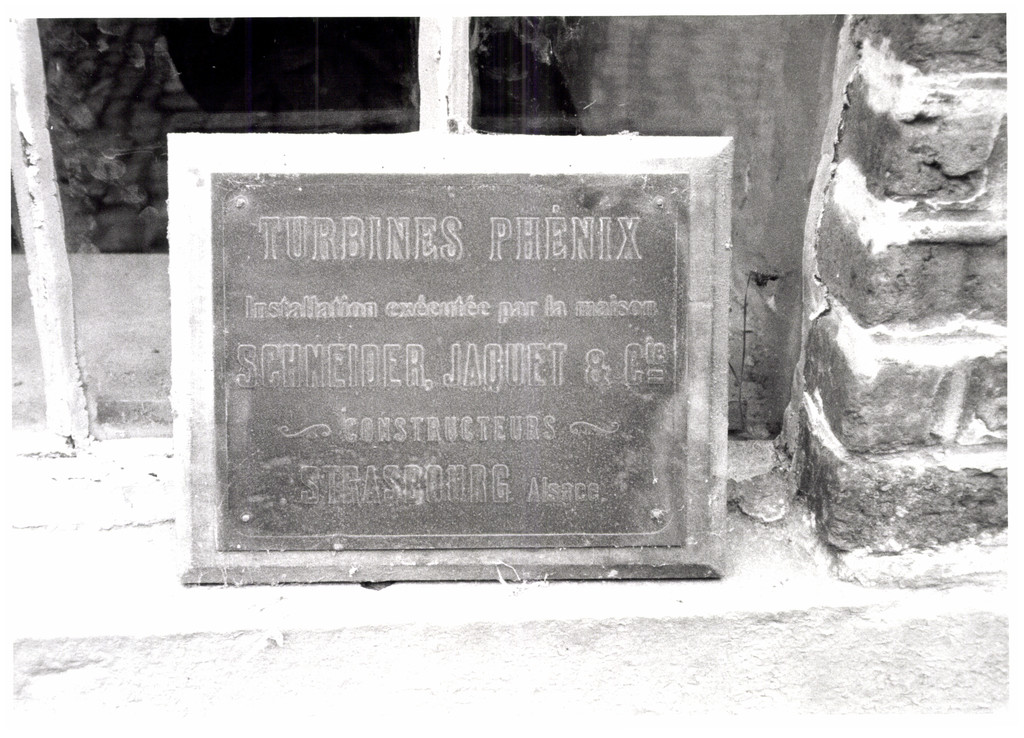 TURBINES PHÉNIX
Installation exécutée par la maison
SCHNEIDER, JAQUET & Cie
CONSTRUCTEURS
STRASBOURG Alsace.